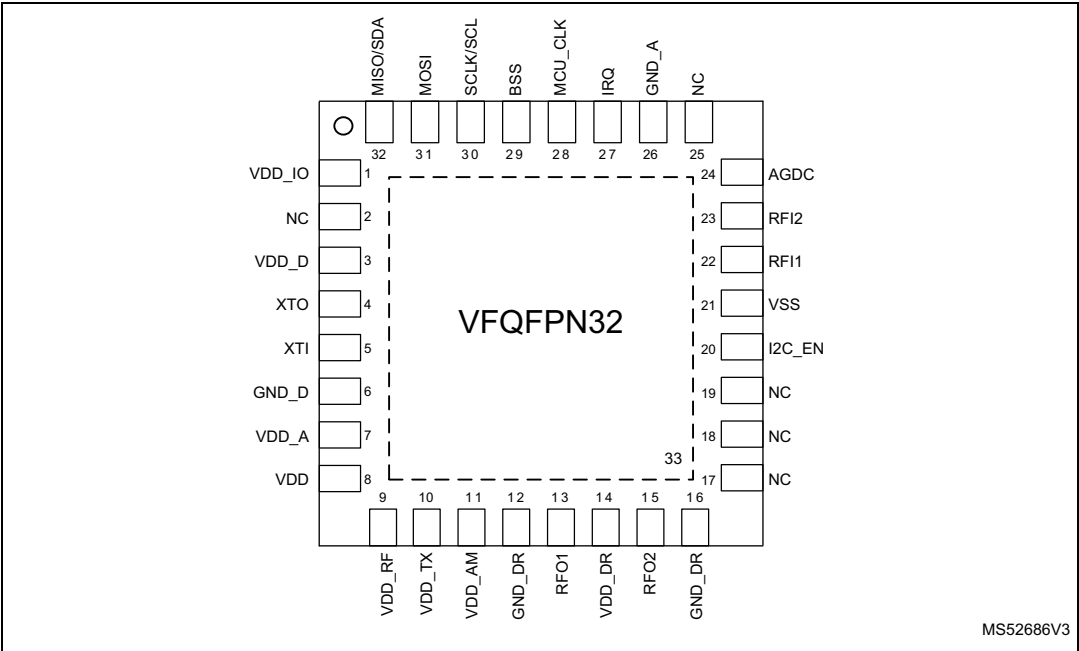 MISO/SDA
MOSI
SCLK/SCL
BSS
MCU_CLK
IRQ
GND_A
NC
32 31 30 29 28 27 26 25
VDD_IO 1
NC 2
VDD_D 3
XTO 4
XTI 5
GND_D 6
VDD_A 7
VDD 8
VFQFPN32
24 AGDC
23 RFI2
22 RFI1
21 VSS
20 I2C_EN
19 NC
18 NC
33
17 NC
9 10 11 12 13 14 15 16
VDD_RF
VDD_TX
VDD_AM
GND_DR
RFO1
VDD_DR
RFO2
GND_DR
MS52686V3